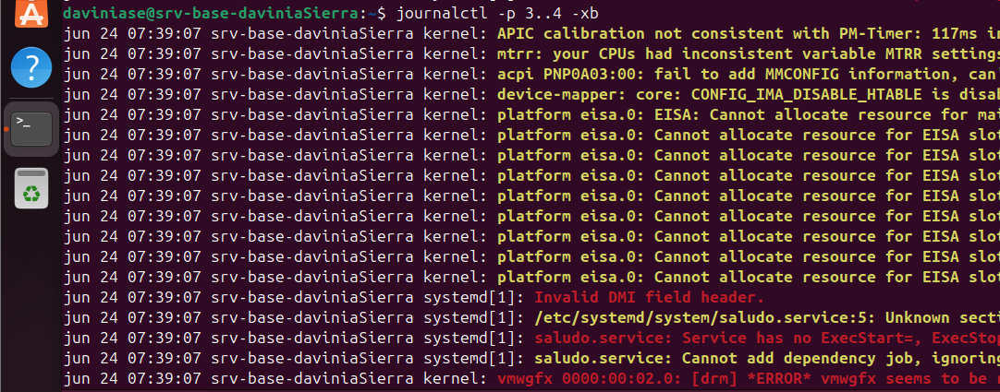 daviniase@srv-base-daviniaSierra:~$ journalctl -p 3..4 -xb
jun 24 07:39:07 srv-base-daviniaSierra kernel: APIC calibration not consistent with PM-Timer: 117ms
jun 24 07:39:07 srv-base-daviniaSierra kernel: mtrr: your CPUs had inconsistent variable MTRR settings
jun 24 07:39:07 srv-base-daviniaSierra kernel: acpi PNP0A03:00: fail to add MMCONFIG information, can
jun 24 07:39:07 srv-base-daviniaSierra kernel: device-mapper: core: CONFIG_IMA_DISABLE_HTABLE is
jun 24 07:39:07 srv-base-daviniaSierra kernel: platform eisa.0: EISA: Cannot allocate resource for
jun 24 07:39:07 srv-base-daviniaSierra kernel: platform eisa.0: Cannot allocate resource for EISA
jun 24 07:39:07 srv-base-daviniaSierra kernel: platform eisa.0: Cannot allocate resource for EISA
jun 24 07:39:07 srv-base-daviniaSierra kernel: platform eisa.0: Cannot allocate resource for EISA
jun 24 07:39:07 srv-base-daviniaSierra kernel: platform eisa.0: Cannot allocate resource for EISA
jun 24 07:39:07 srv-base-daviniaSierra kernel: platform eisa.0: Cannot allocate resource for EISA
jun 24 07:39:07 srv-base-daviniaSierra kernel: platform eisa.0: Cannot allocate resource for EISA
jun 24 07:39:07 srv-base-daviniaSierra kernel: platform eisa.0: Cannot allocate resource for EISA
jun 24 07:39:07 srv-base-daviniaSierra kernel: platform eisa.0: Cannot allocate resource for EISA
jun 24 07:39:07 srv-base-daviniaSierra systemd[1]: Invalid DMI field header.
jun 24 07:39:07 srv-base-daviniaSierra systemd[1]: /etc/systemd/system/saludo.service:5: Unknown
jun 24 07:39:07 srv-base-daviniaSierra systemd[1]: saludo.service: Service has no ExecStart=,
jun 24 07:39:07 srv-base-daviniaSierra systemd[1]: saludo.service: Cannot add dependency job, ignoring
jun 24 07:39:07 srv-base-daviniaSierra kernel: vmwgfx 0000:00:02.0: [drm] *ERROR* vmwgfx seems to be